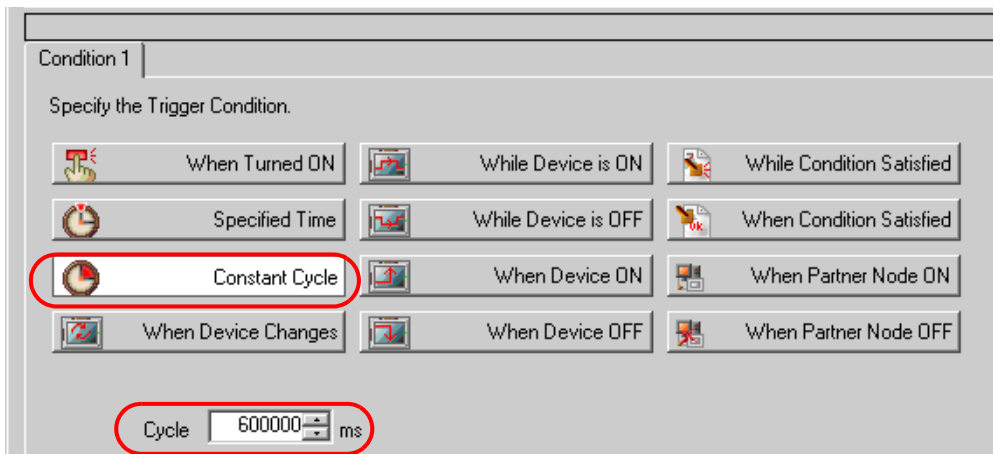 Condition 1
Specify the Trigger Condition.
When Turned ON
While Device is ON
While Condition Satisfied
Specified Time
While Device is OFF
When Condition Satisfied
OK
Constant Cycle
When Device ON
When Partner Node ON
When Device Changes
When Device OFF
When Partner Node OFF
Cycle 600000 ms